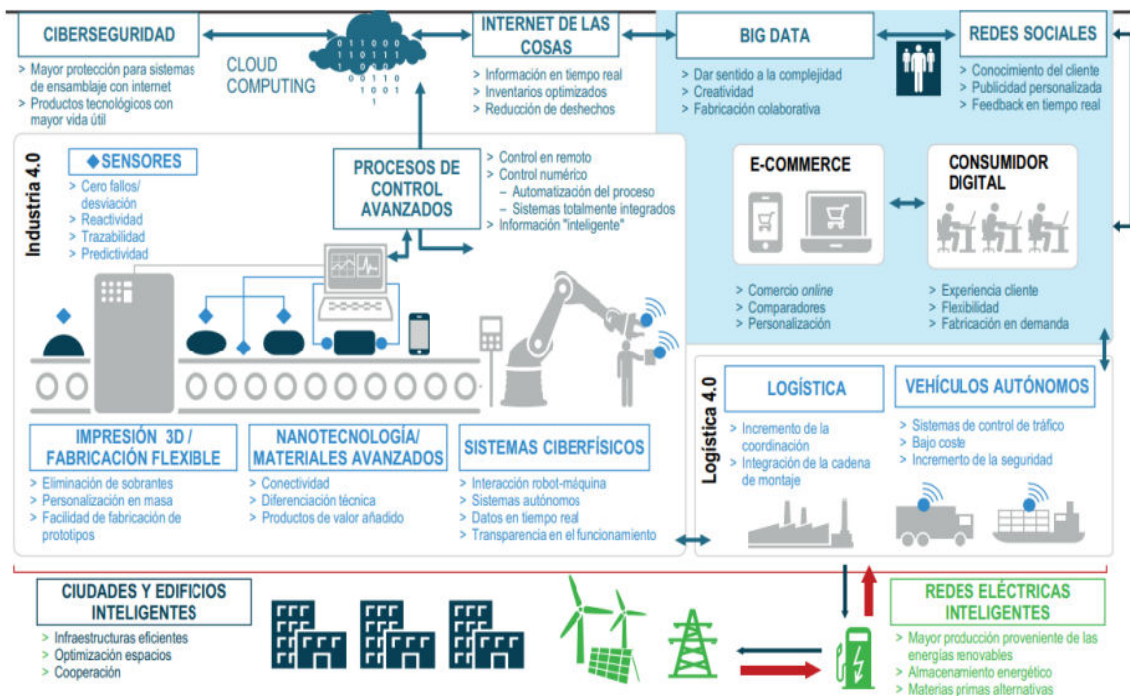 CIBERSEGURIDAD
> Mayor protección para sistemas
de ensamblaje con internet
> Productos tecnológicos con
mayor vida útil
CLOUD
COMPUTING
011000
01 0110
0 011
011
001
INTERNET DE LAS
COSAS
> Información en tiempo real
> Inventarios optimizados
> Reducción de deshechos
BIG DATA
> Dar sentido a la complejidad
> Creatividad
> Fabricación colaborativa
REDES SOCIALES
> Conocimiento del cliente
> Publicidad personalizada
> Feedback en tiempo real
Industria 4.0
SENSORES
> Cero fallos/
desviación
> Reactividad
> Trazabilidad
> Predictividad
PROCESOS DE
CONTROL
AVANZADOS
> Control en remoto
> Control numérico
– Automatización del proceso
– Sistemas totalmente integrados
> Información "inteligente"
E-COMMERCE
> Comercio online
> Comparadores
> Personalización
CONSUMIDOR
DIGITAL
> Experiencia cliente
> Flexibilidad
> Fabricación en demanda
IMPRESIÓN 3D /
FABRICACIÓN FLEXIBLE
> Eliminación de sobrantes
> Personalización en masa
> Facilidad de fabricación de
prototipos
NANOTECNOLOGÍA/
MATERIALES AVANZADOS
> Conectividad
> Diferenciación técnica
> Productos de valor añadido
SISTEMAS CIBERFÍSICOS
> Interacción robot-máquina
> Sistemas autónomos
> Datos en tiempo real
> Transparencia en el funcionamiento
Logística 4.0
LOGÍSTICA
> Incremento de la
coordinación
> Integración de la cadena
de montaje
VEHÍCULOS AUTÓNOMOS
> Sistemas de control de tráfico
> Bajo coste
> Incremento de la seguridad
CIUDADES Y EDIFICIOS
INTELIGENTES
> Infraestructuras eficientes
> Optimización espacios
> Cooperación
REDES ELÉCTRICAS
INTELIGENTES
> Mayor producción proveniente de las
energías renovables
> Almacenamiento energético
> Materias primas alternativas